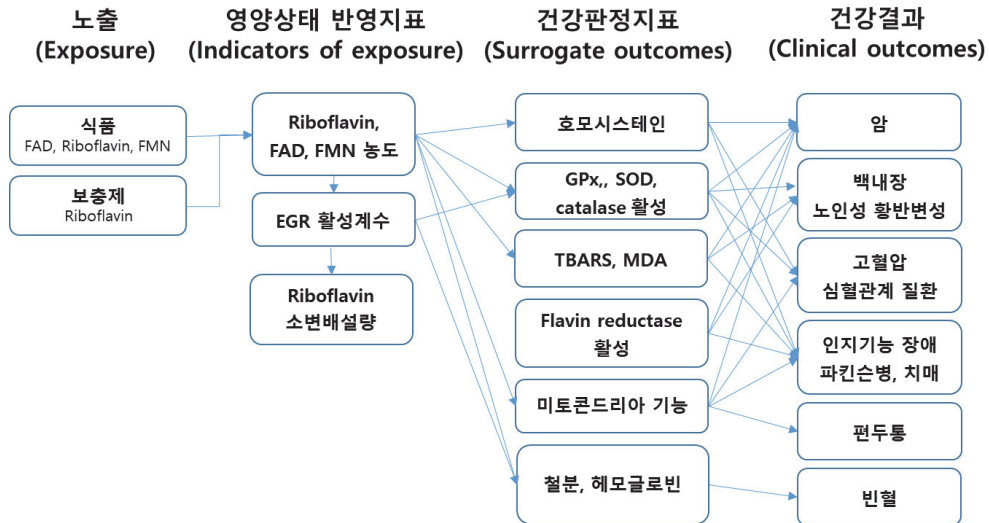 노출
(Exposure)
영양상태 반영지표
(Indicators of exposure)
건강판정지표
(Surrogate outcomes)
건강결과
(Clinical outcomes)
식품
FAD, Riboflavin, FMN
보충제
Riboflavin
Riboflavin,
FAD, FMN 농도
EGR 활성계수
Riboflavin
소변배설량
호모시스테인
GPx,, SOD,
catalase 활성
TBARS, MDA
Flavin reductase
활성
미토콘드리아 기능
철분, 헤모글로빈
암
백내장
노인성 황반변성
고혈압
심혈관계 질환
인지기능 장애
파킨슨병, 치매
편두통
빈혈